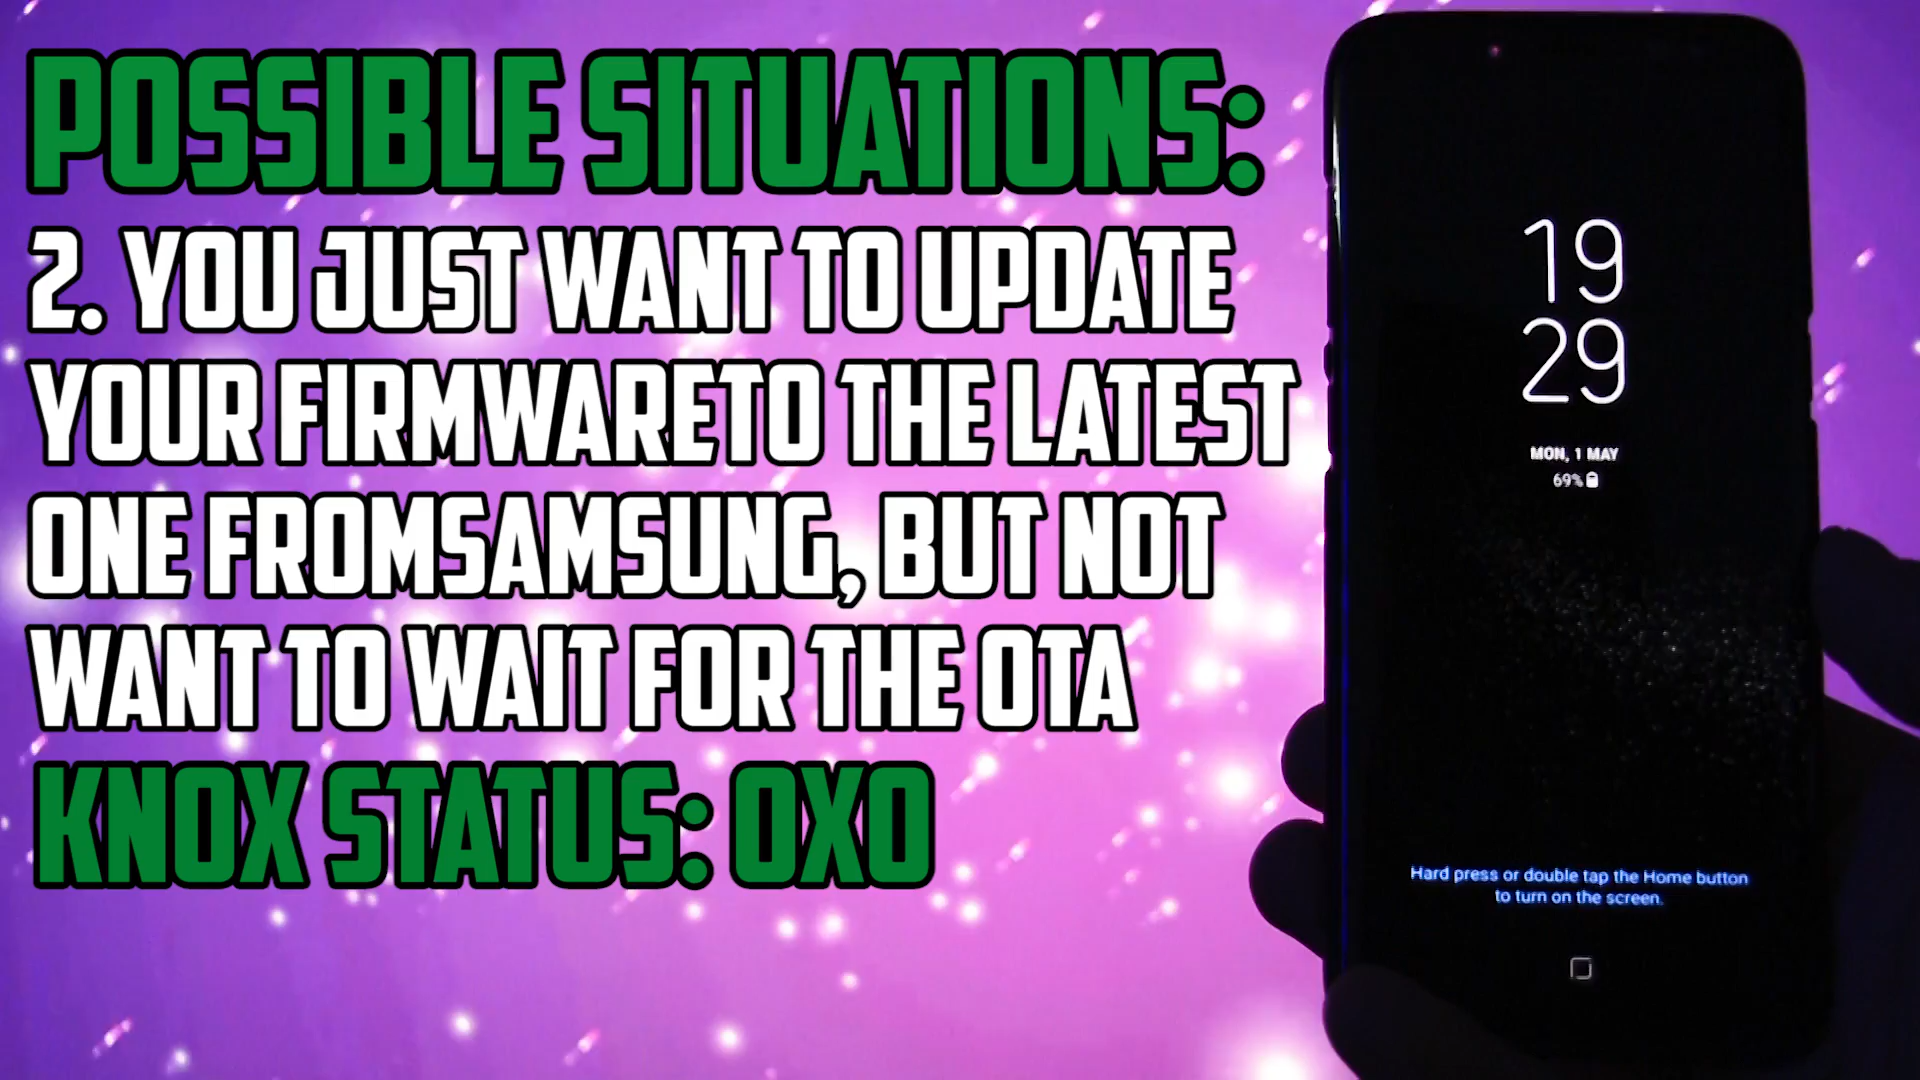 POSSIBLE SITUATIONS:
2. YOU JUST WANT TO UPDATE
YOUR FIRMWARETO THE LATEST
ONE FROMSAMSUNG, BUT NOT
WANT TO WAIT FOR THE OTA
KNOX STATUS: 0X0
19
29
MON, 1 MAY
69%
Hard press or double tap the Home button
to turn on the screen.